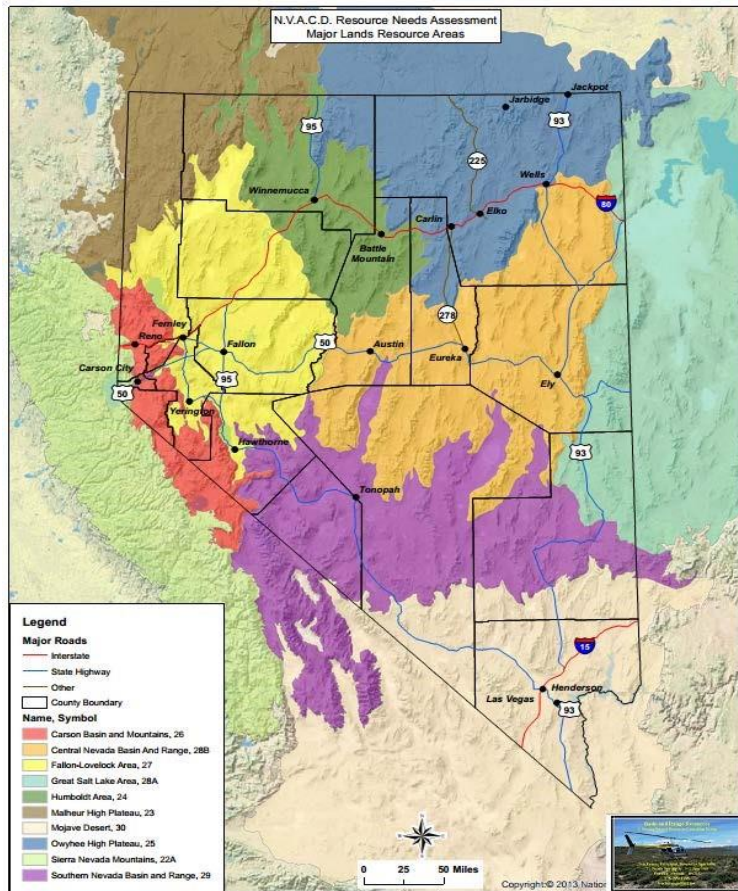 N.V.A.C.D. Resource Needs Assessment
Major Lands Resource Areas
Jackpot
Jarbidge
95
93
225
Wells
Winnemucca
80
Carlin
Elko
Battle
Mountain
278
Fernley
Reno
Fallon
50
Austin
Eureka
Carson City
95
Ely
50
Yerington
Hawthorne
93
Tonopah
15
Las Vegas
Henderson
93
Legend
Major Roads
Interstate
State Highway
Other
County Boundary
Name, Symbol
Carson Basin and Mountains, 26
Central Nevada Basin And Range, 28B
Fallon-Lovelock Area, 27
Great Salt Lake Area, 28A
Humboldt Area, 24
Malheur High Plateau, 23
Mojave Desert, 30
Owyhee High Plateau, 25
Sierra Nevada Mountains, 22A
Southern Nevada Basin and Range, 29
0 25 50 Miles
Copyright:© 2013 Nation